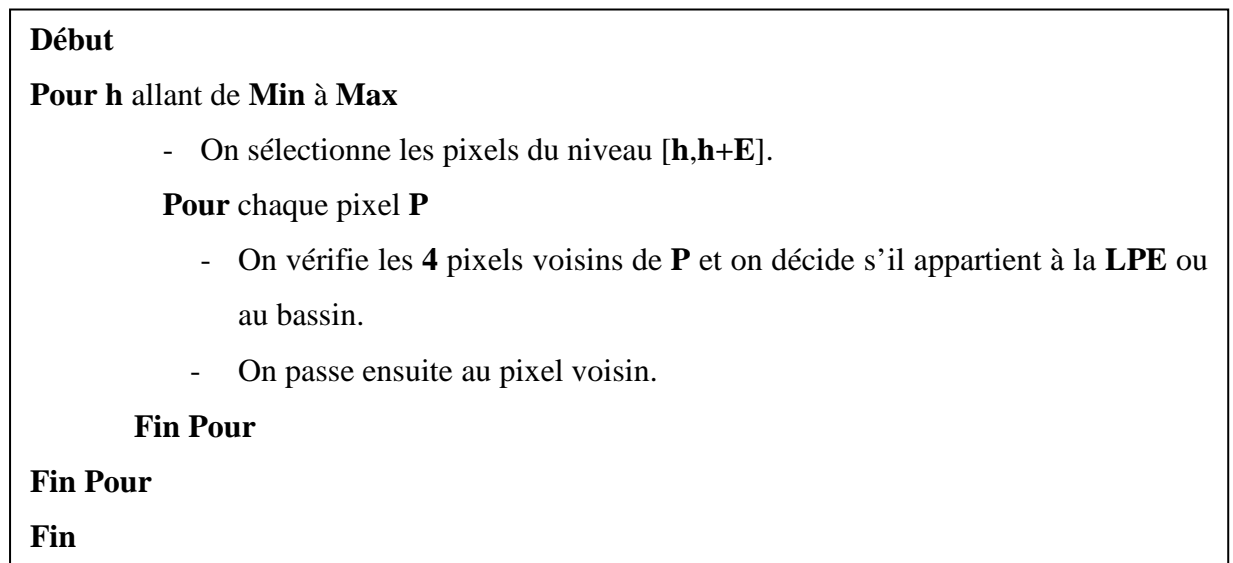 Début
Pour h allant de Min à Max
- On sélectionne les pixels du niveau [h,h+E].
Pour chaque pixel P
- On vérifie les 4 pixels voisins de P et on décide s’il appartient à la LPE ou
au bassin.
- On passe ensuite au pixel voisin.
Fin Pour
Fin Pour
Fin